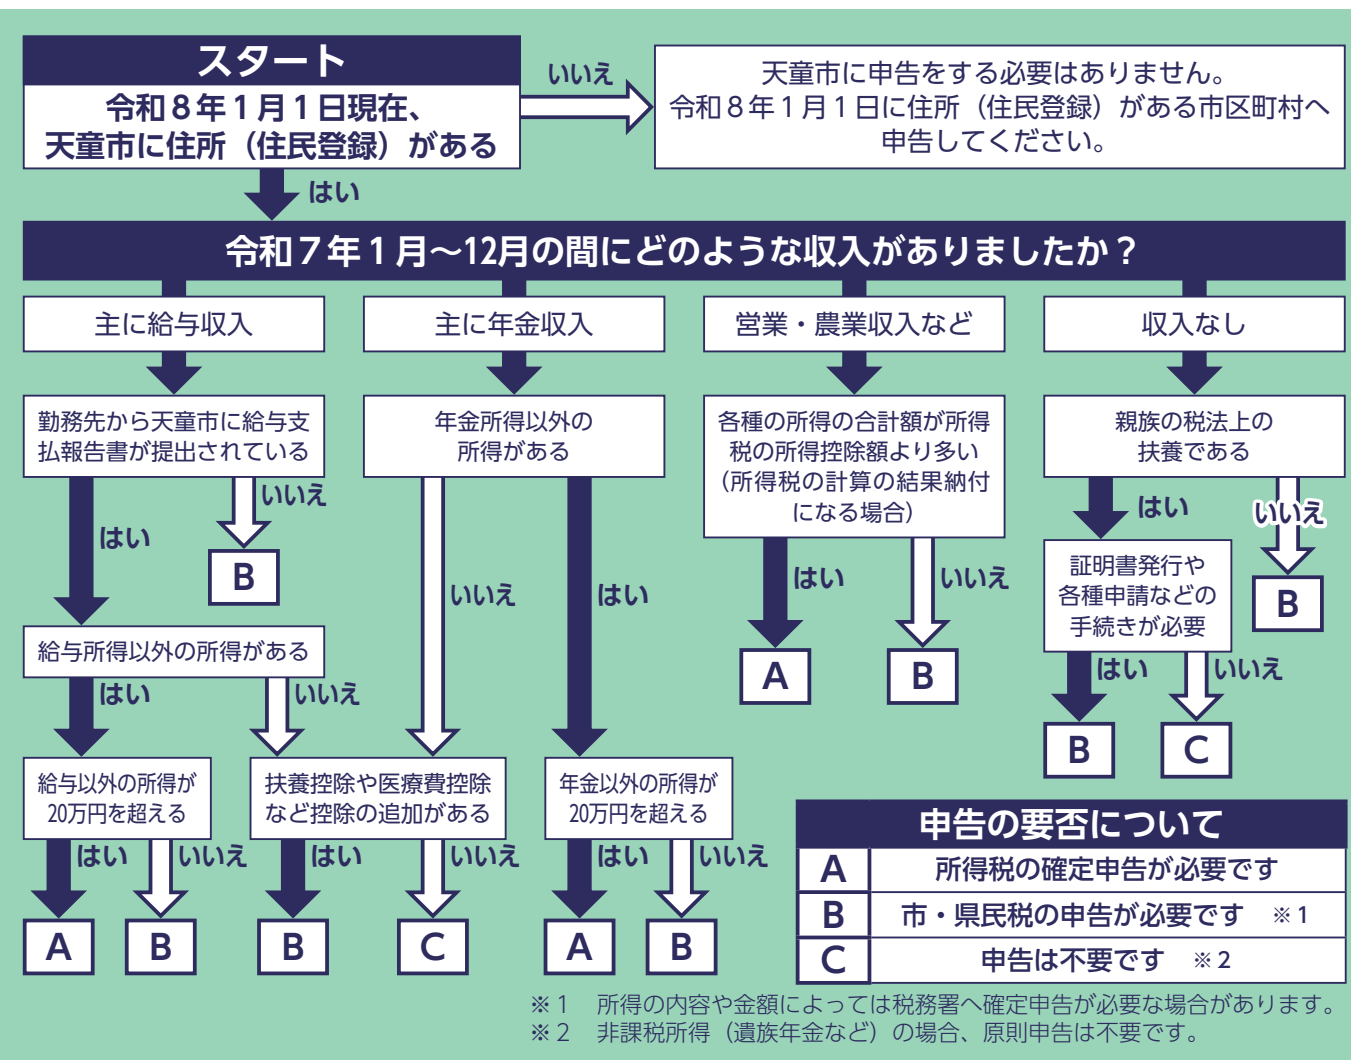 スタート
令和８年１月１日現在、
天童市に住所（住民登録）がある
いいえ
天童市に申告をする必要はありません。
令和８年１月１日に住所（住民登録）がある市区町村へ
申告してください。
はい
令和７年１月～12月の間にどのような収入がありましたか？
主に給与収入
主に年金収入
営業・農業収入など
収入なし
勤務先から天童市に給与支
払報告書が提出されている
年金所得以外の
所得がある
各種の所得の合計額が所得
税の所得控除額より多い
（所得税の計算の結果納付
になる場合）
親族の税法上の
扶養である
はい
いいえ
B
いいえ
はい
はい
いいえ
A
B
はい
いいえ
B
証明書発行や
各種申請などの
手続きが必要
はい
いいえ
B
C
給与所得以外の所得がある
はい
いいえ
給与以外の所得が
20万円を超える
扶養控除や医療費控除
など控除の追加がある
年金以外の所得が
20万円を超える
はい
いいえ
はい
いいえ
はい
いいえ
A
B
B
C
A
B
申告の要否について
A 所得税の確定申告が必要です
B 市・県民税の申告が必要です ※１
C 申告は不要です ※２
※１ 所得の内容や金額によっては税務署へ確定申告が必要な場合があります。
※２ 非課税所得（遺族年金など）の場合、原則申告は不要です。